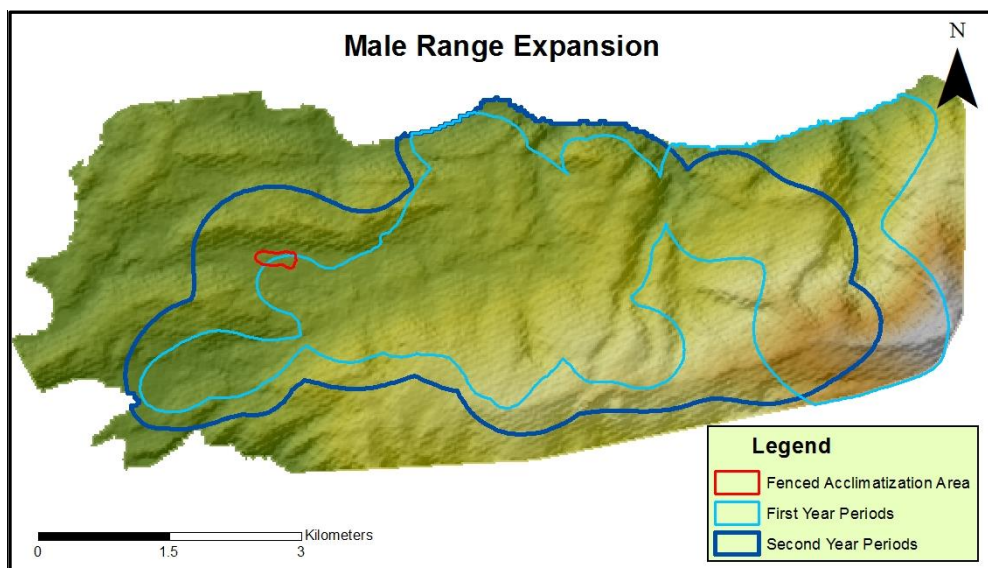 Male Range Expansion
N
Legend
Fenced Acclimatization Area
First Year Periods
Second Year Periods
Kilometers
0 1.5 3